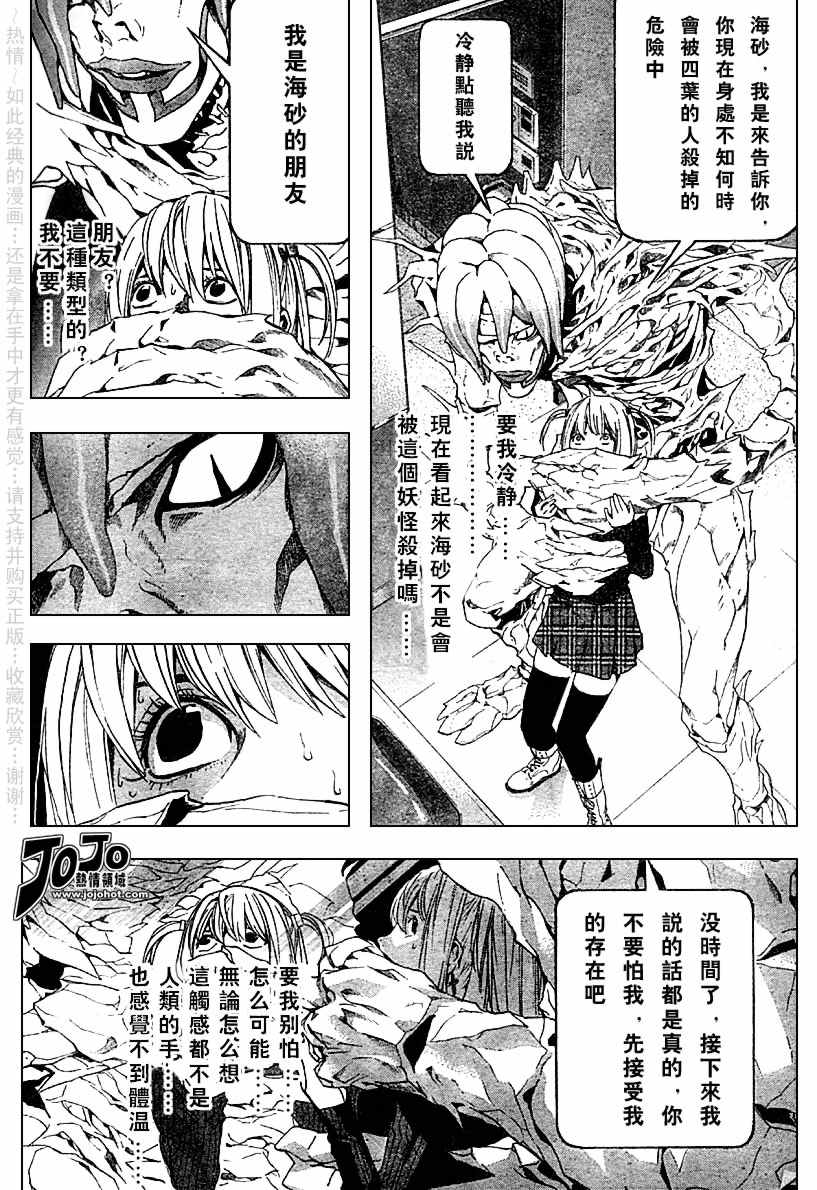 海砂，我是來告訴你，
你現在身處不知何時
會被四葉的人殺掉的
危險中
冷静點聽我説
要我冷静……
現在看起來海砂不是會
被這個妖怪殺掉嗎……
我是海砂的朋友
朋友？
這種類型的？
我不要……
没時間了，接下來我
説的話都是真的，你
不要怕我，先接受我
的存在吧
要我別怕……
怎么可能……
無論怎么想
這觸感都不是
人類的手……
也感覺不到體温……
JOJO
熱情領域
www.jojohot.com
～热情～如此经典的漫画…还是拿在手中才更有感觉…请支持并购买正版…收藏欣赏…谢谢…